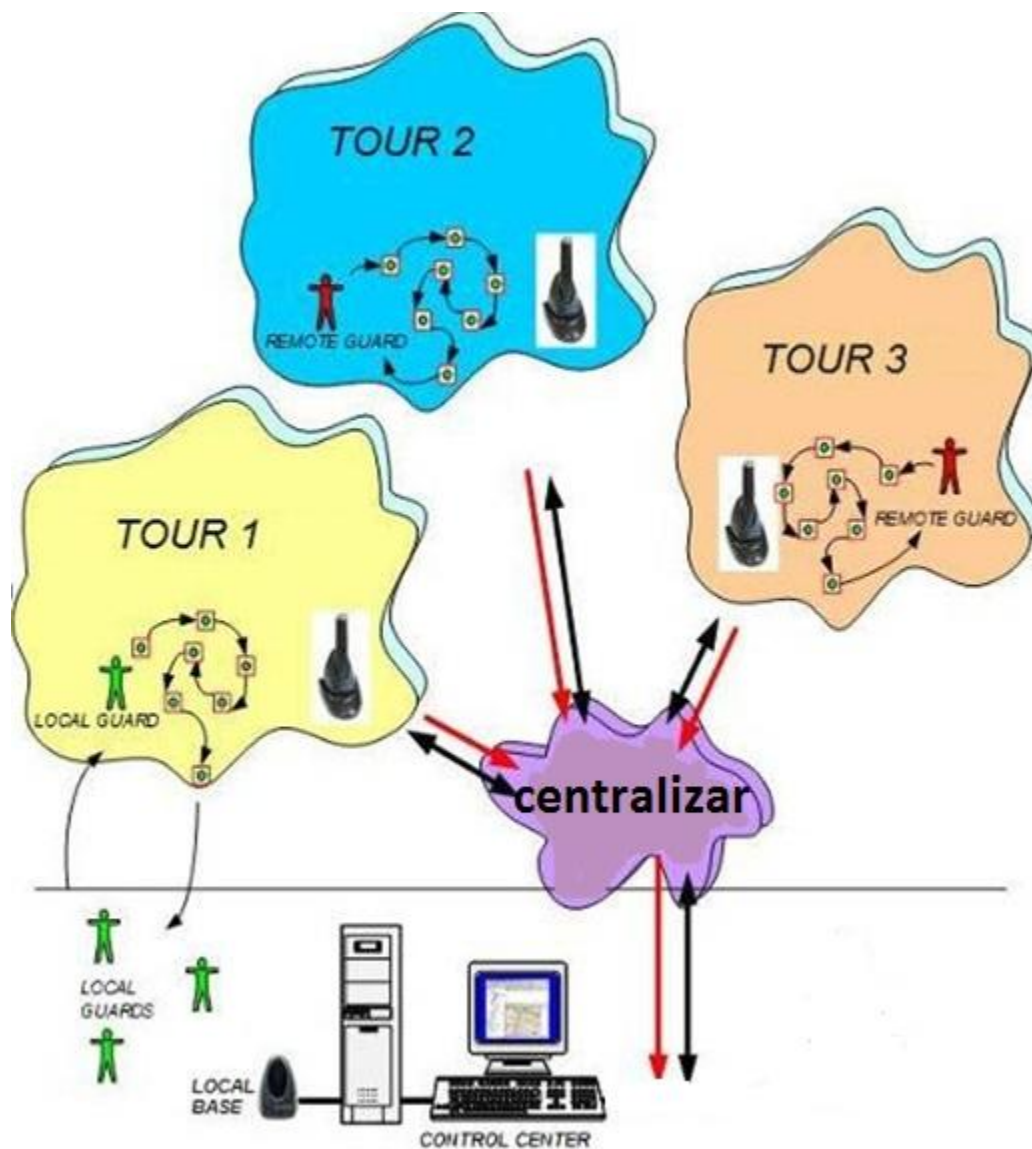 TOUR 2
REMOTE GUARD
TOUR 3
REMOTE GUARD
TOUR 1
LOCAL GUARD
centralizar
LOCAL
GUARDS
LOCAL
BASE
CONTROL CENTER